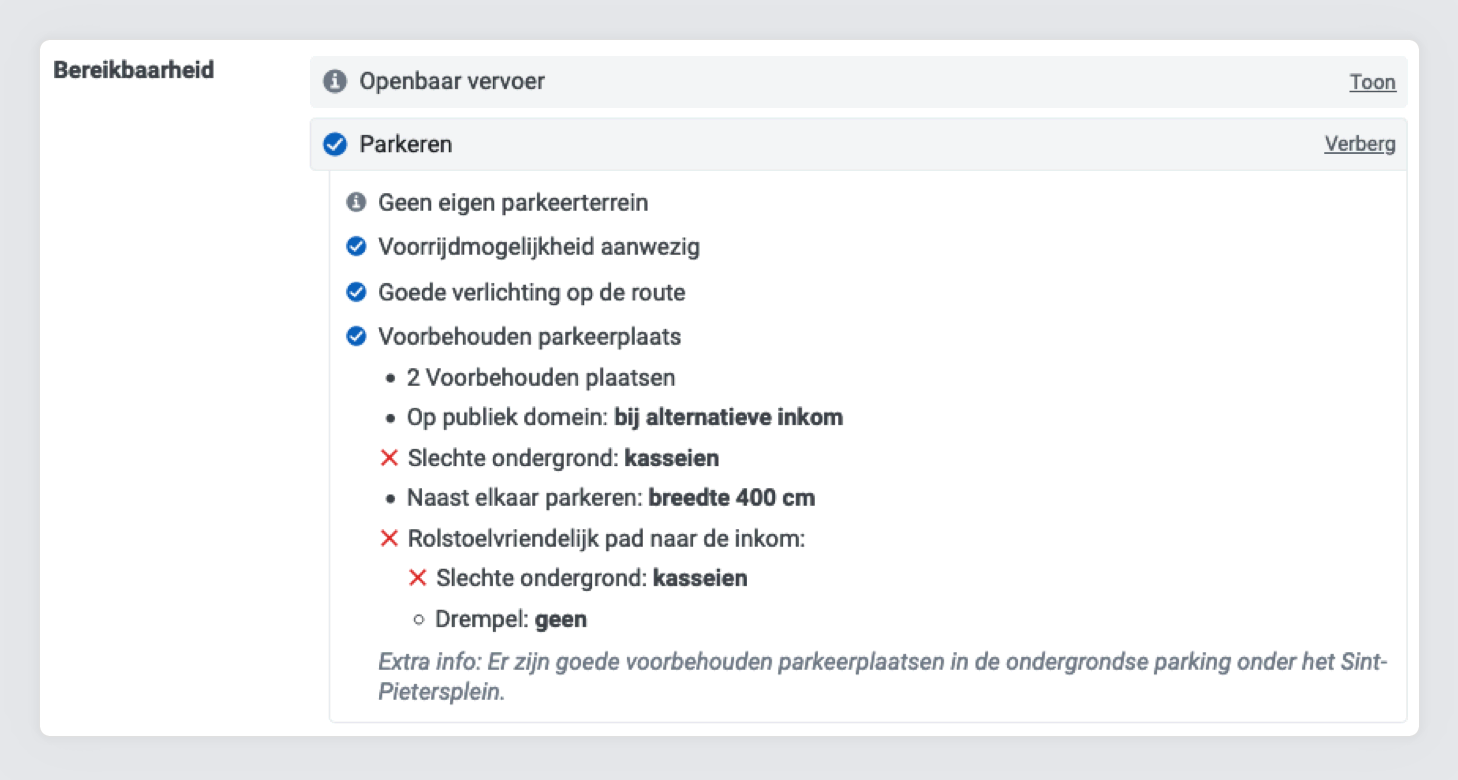 Bereikbaarheid
Openbaar vervoer
Toon
Parkeren
Verberg
Geen eigen parkeerterrein
Voorrijdmogelijkheid aanwezig
Goede verlichting op de route
Voorbehouden parkeerplaats
2 Voorbehouden plaatsen
Op publiek domein: bij alternatieve inkom
Slechte ondergrond: kasseien
Naast elkaar parkeren: breedte 400 cm
Rolstoelvriendelijk pad naar de inkom:
Slechte ondergrond: kasseien
Drempel: geen
Extra info: Er zijn goede voorbehouden parkeerplaatsen in de ondergrondse parking onder het Sint-
Pietersplein.